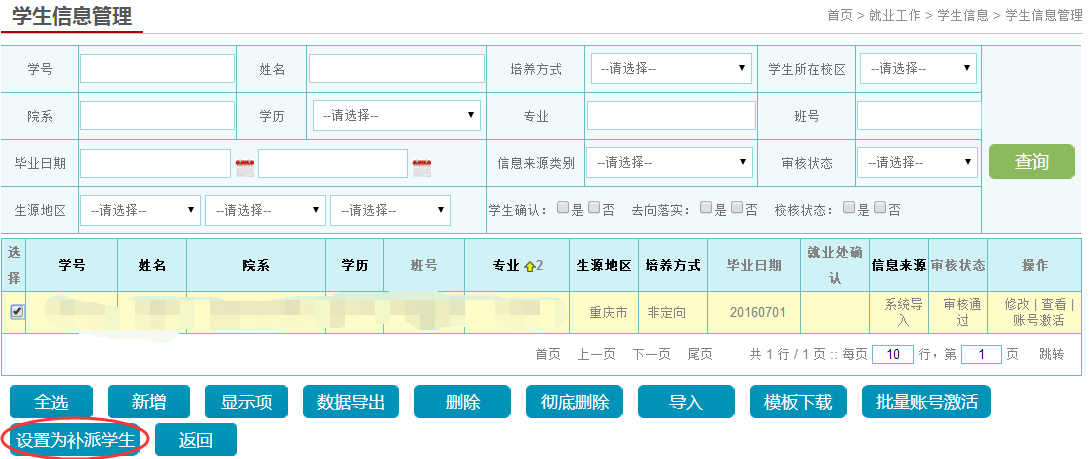 学生信息管理
首页 > 就业工作 > 学生信息 > 学生信息管理
学号 姓名 培养方式 --请选择-- 学生所在校区 --请选择--
院系 学历 --请选择-- 专业 班号
毕业日期 信息来源类别 --请选择-- 审核状态 --请选择-- 查询
生源地区 --请选择-- --请选择-- --请选择-- 学生确认: 是 否 去向落实: 是 否 校核状态: 是 否
选择 学号 姓名 院系 学历 班号 专业 2 生源地区 培养方式 毕业日期 就业处确认 信息来源 审核状态 操作
重庆市 非定向 20160701 系统导入 审核通过 修改 | 查看 | 账号激活
首页 上一页 下一页 尾页 共 1 行 / 1 页 :: 每页 10 行，第 1 页 跳转
全选 新增 显示项 数据导出 删除 彻底删除 导入 模板下载 批量账号激活
设置为补派学生 返回